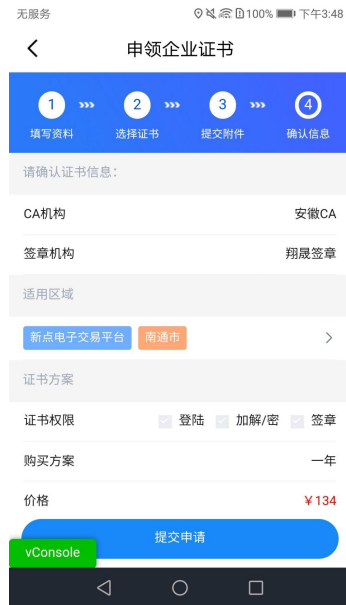 无服务 100% 下午3:48
申领企业证书
1 2 3 4
填写资料 选择证书 提交附件 确认信息
请确认证书信息:
CA机构 安徽CA
签章机构 翔晟签章
适用区域
新点电子交易平台 南通市
证书方案
证书权限 登陆 加解/密 签章
购买方案 一年
价格 ￥134
提交申请
vConsole